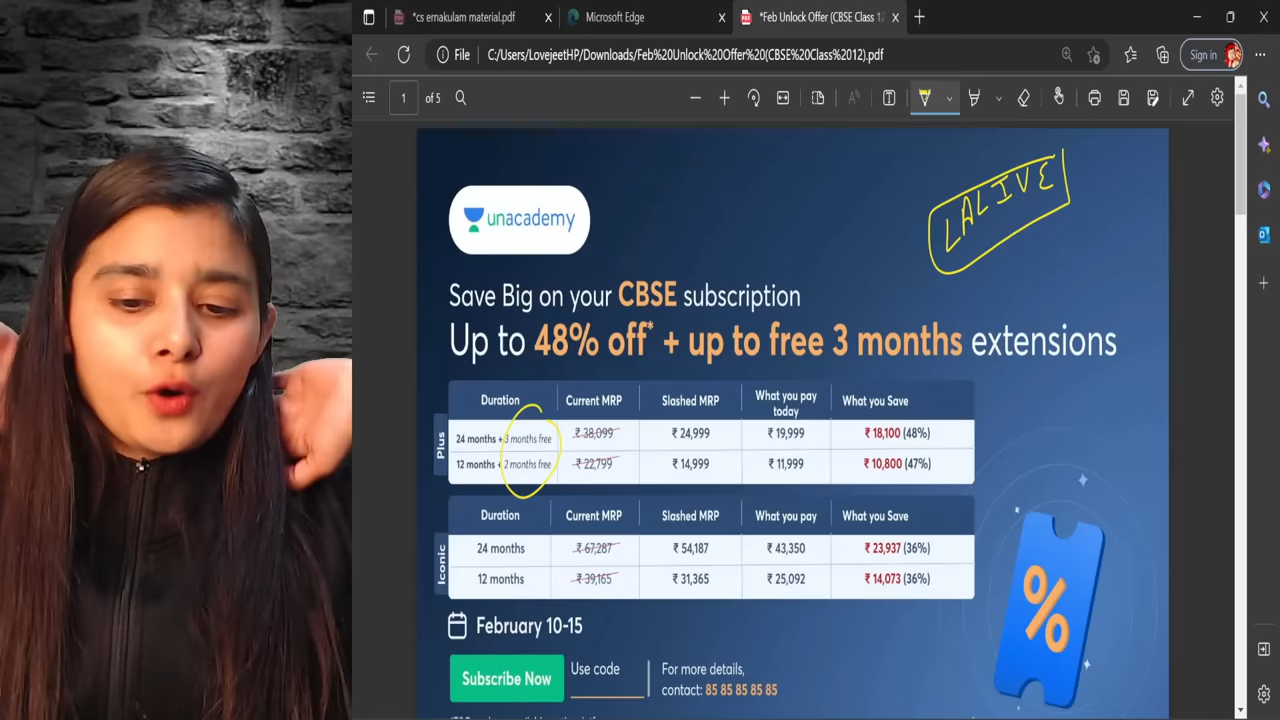 *cs ernakulam material.pdf
Microsoft Edge
*Feb Unlock Offer (CBSE Class 12
File
C:/Users/LovejeetHP/Downloads/Feb%20Unlock%20Offer%20(CBSE%20Class%2012).pdf
Sign in
1 of 5
LALIVE
unacademy
Save Big on your CBSE subscription
Up to 48% off* + up to free 3 months extensions
Plus
Duration Current MRP Slashed MRP What you pay today What you Save
24 months + 3 months free ₹ 38,099 ₹ 24,999 ₹ 19,999 ₹ 18,100 (48%)
12 months + 2 months free ₹ 22,799 ₹ 14,999 ₹ 11,999 ₹ 10,800 (47%)
Iconic
Duration Current MRP Slashed MRP What you pay What you Save
24 months ₹ 67,287 ₹ 54,187 ₹ 43,350 ₹ 23,937 (36%)
12 months ₹ 39,165 ₹ 31,365 ₹ 25,092 ₹ 14,073 (36%)
February 10-15
Subscribe Now
Use code
For more details,
contact: 85 85 85 85 85